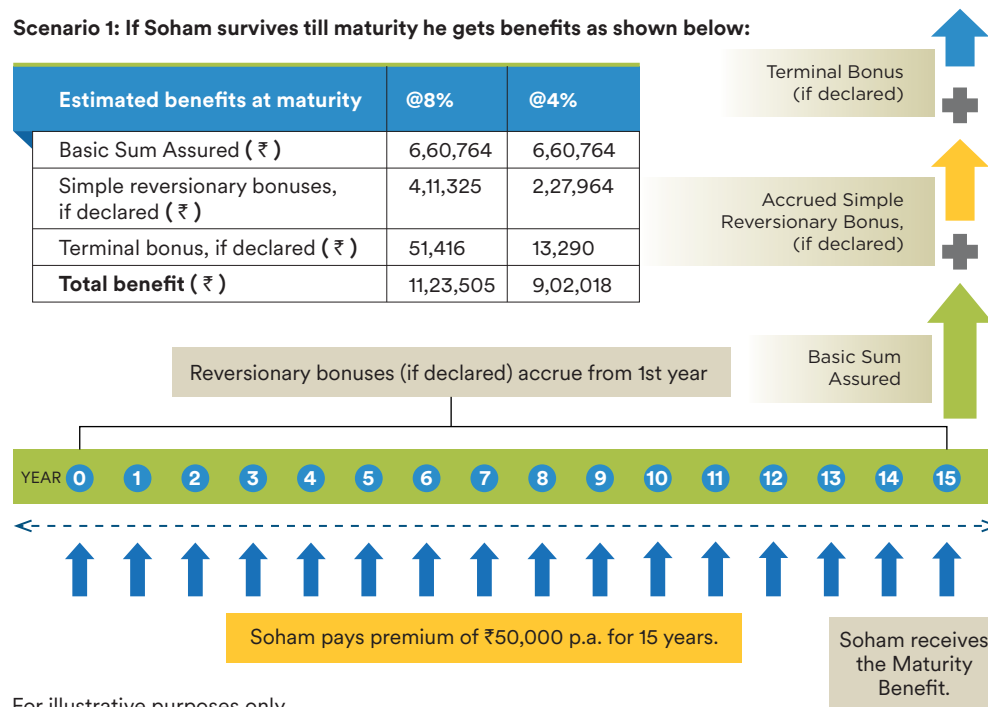 Scenario 1: If Soham survives till maturity he gets benefits as shown below:
Estimated benefits at maturity @8% @4%
Basic Sum Assured ( ₹ ) 6,60,764 6,60,764
Simple reversionary bonuses, 4,11,325 2,27,964
if declared ( ₹ )
Terminal bonus, if declared ( ₹ ) 51,416 13,290
Total benefit ( ₹ ) 11,23,505 9,02,018
Terminal Bonus
(if declared)
Accrued Simple
Reversionary Bonus,
(if declared)
Basic Sum
Assured
Reversionary bonuses (if declared) accrue from 1st year
YEAR 0 1 2 3 4 5 6 7 8 9 10 11 12 13 14 15
Soham pays premium of ₹50,000 p.a. for 15 years.
Soham receives
the Maturity
Benefit.
For illustrative purposes only